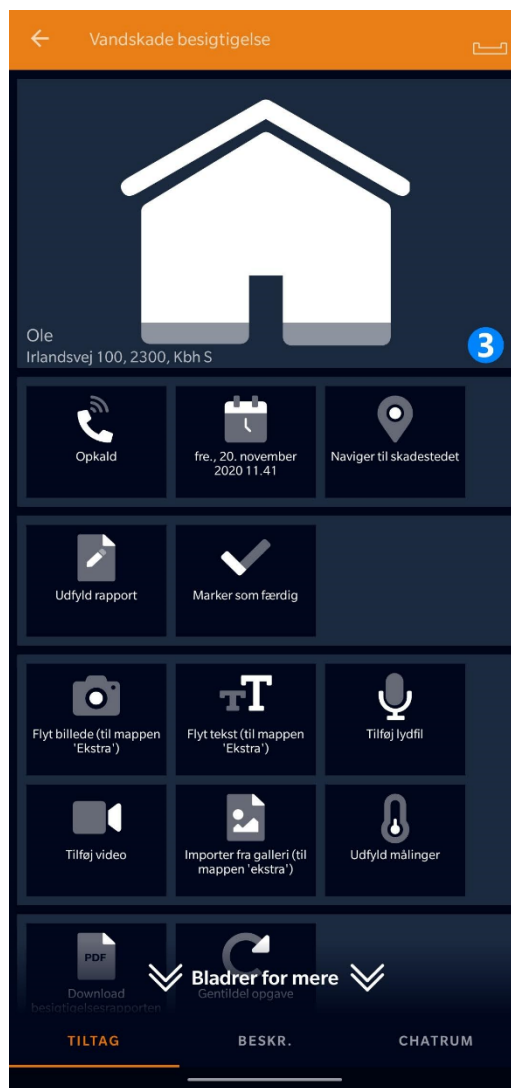 Vandskade besigtigelse
Ole
Irlandsvej 100, 2300, Kbh S
3
Opkald
fre., 20. november
2020 11.41
Naviger til skadestedet
Udfyld rapport
Marker som færdig
Flyt billede (til mappen
'Ekstra')
Flyt tekst (til mappen
'Ekstra')
Tilføj lydfil
Tilføj video
Importer fra galleri (til
mappen 'ekstra')
Udfyld målinger
PDF
Download
besigtigelsesrapporten
Gentildel opgave
Bladrer for mere
TILTAG
BESKR.
CHATRUM